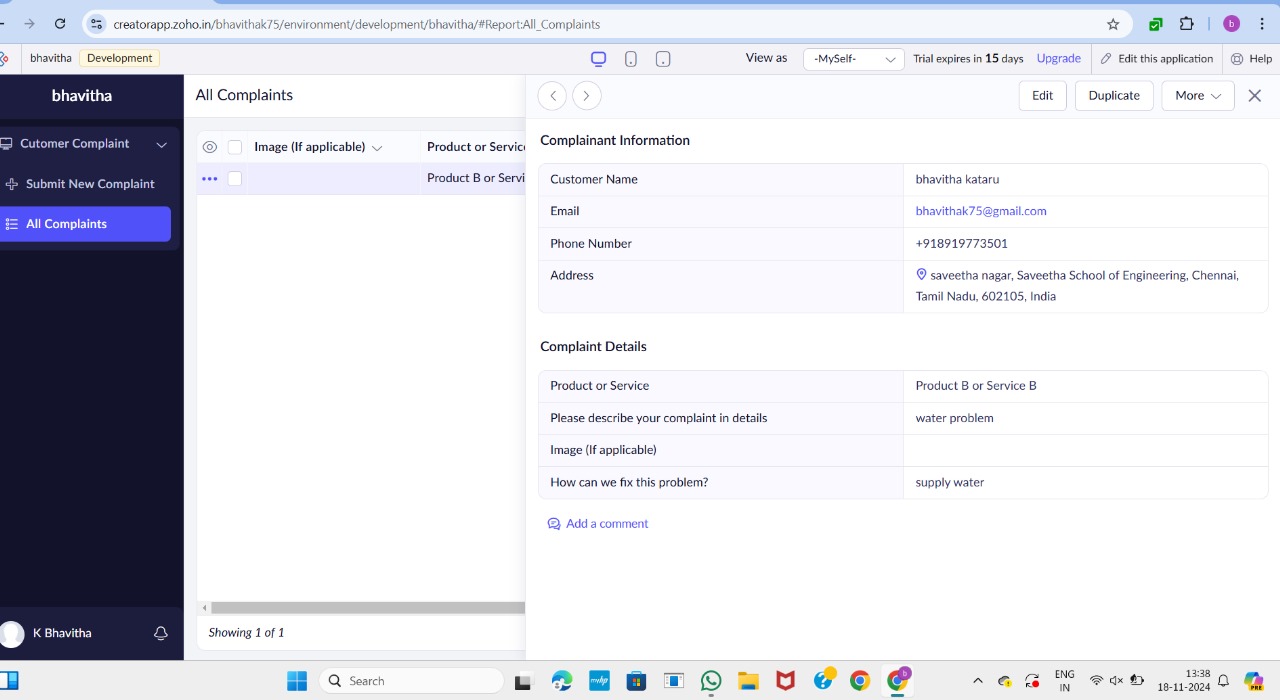 creatorapp.zoho.in/bhavithak75/environment/development/bhavitha/#Report:All_Complaints
b
bhavitha Development View as -MySelf- Trial expires in 15 days Upgrade Edit this application Help
bhavitha
All Complaints
Edit Duplicate More
Cutomer Complaint
Submit New Complaint
All Complaints
Image (If applicable) Product or Service
Product B or Servi
Complainant Information
Customer Name bhavitha kataru
Email bhavithak75@gmail.com
Phone Number +918919773501
Address saveetha nagar, Saveetha School of Engineering, Chennai,
Tamil Nadu, 602105, India
Complaint Details
Product or Service Product B or Service B
Please describe your complaint in details water problem
Image (If applicable)
How can we fix this problem? supply water
Add a comment
Showing 1 of 1
K Bhavitha
Search
myhp
b
ENG
IN
13:38
18-11-2024
PRE